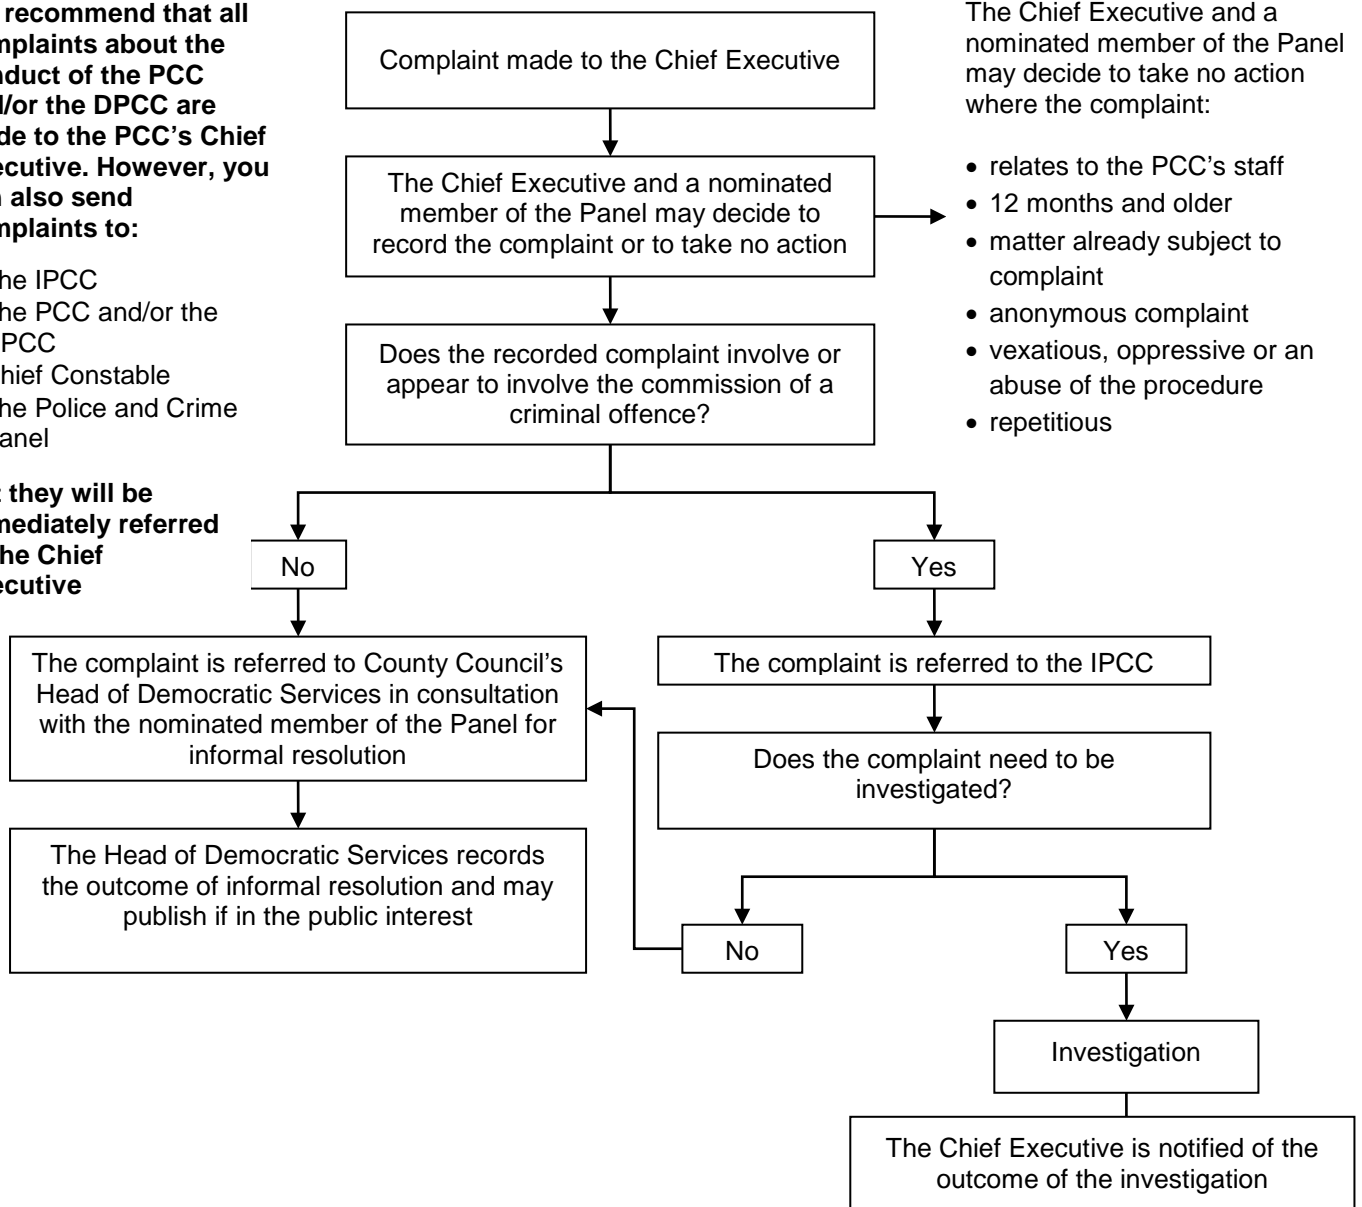 recommend that all
mplaints about the
nduct of the PCC
d/or the DPCC are
de to the PCC's Chief
ecutive. However, you
also send
mplaints to:
he IPCC
he PCC and/or the
PCC
hief Constable
he Police and Crime
anel
they will be
mediately referred
he Chief
ecutive
Complaint made to the Chief Executive
The Chief Executive and a nominated
member of the Panel may decide to
record the complaint or to take no action
The Chief Executive and a
nominated member of the Panel
may decide to take no action
where the complaint:
• relates to the PCC's staff
• 12 months and older
• matter already subject to
complaint
• anonymous complaint
• vexatious, oppressive or an
abuse of the procedure
• repetitious
Does the recorded complaint involve or
appear to involve the commission of a
criminal offence?
No
Yes
The complaint is referred to County Council's
Head of Democratic Services in consultation
with the nominated member of the Panel for
informal resolution
The Head of Democratic Services records
the outcome of informal resolution and may
publish if in the public interest
The complaint is referred to the IPCC
Does the complaint need to be
investigated?
No
Yes
Investigation
The Chief Executive is notified of the
outcome of the investigation